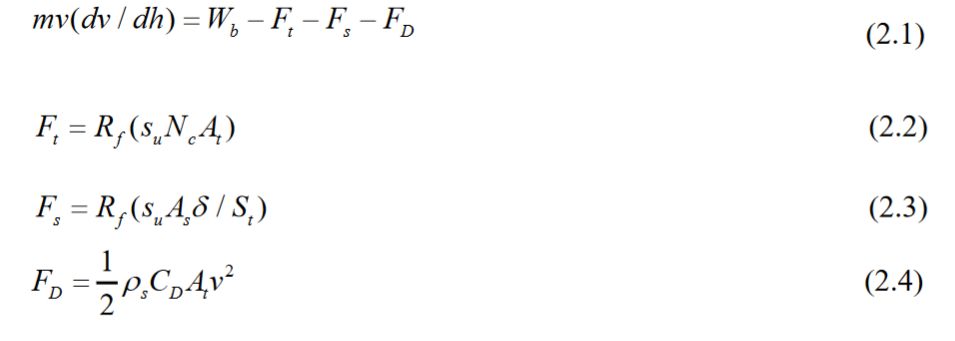 mv(dv / dh) = W_b − F_t − F_s − F_D (2.1)
F_t = R_f(s_u N_c A_t) (2.2)
F_s = R_f(s_u A_s δ / S_t) (2.3)
F_D = 1/2 ρ_s C_D A_t v² (2.4)